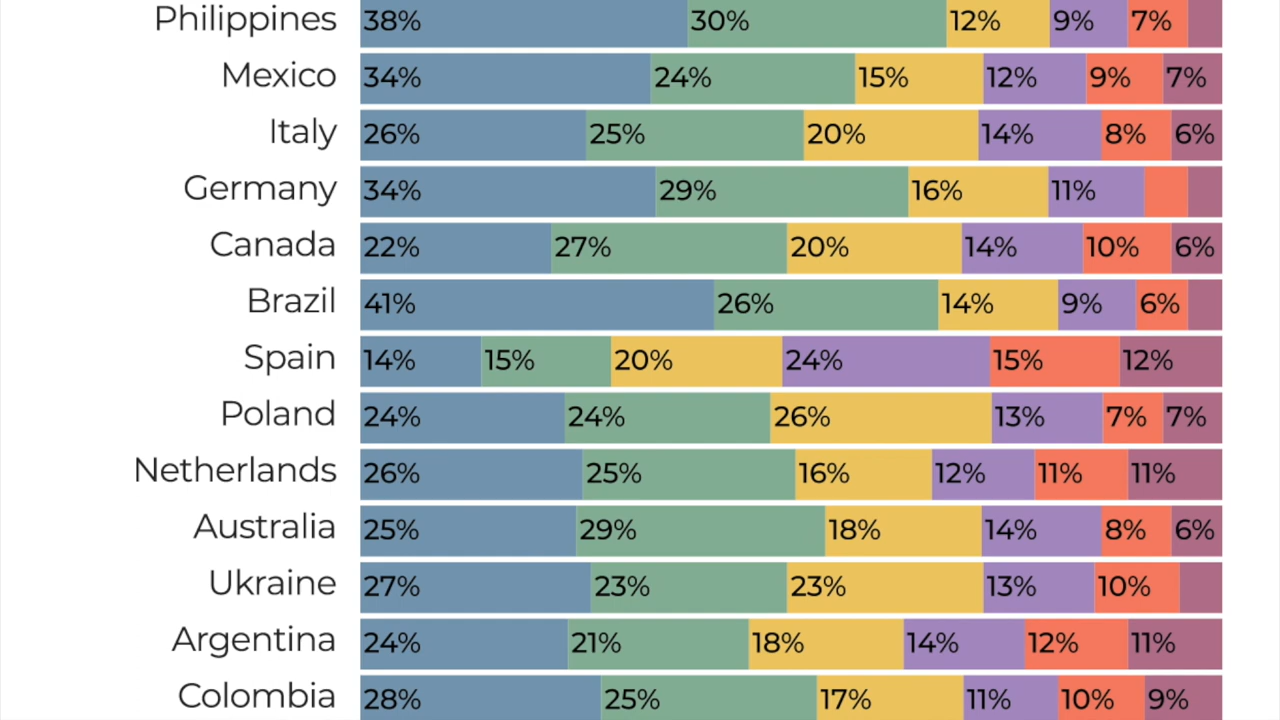 Philippines 38% 30% 12% 9% 7%
Mexico 34% 24% 15% 12% 9% 7%
Italy 26% 25% 20% 14% 8% 6%
Germany 34% 29% 16% 11%
Canada 22% 27% 20% 14% 10% 6%
Brazil 41% 26% 14% 9% 6%
Spain 14% 15% 20% 24% 15% 12%
Poland 24% 24% 26% 13% 7% 7%
Netherlands 26% 25% 16% 12% 11% 11%
Australia 25% 29% 18% 14% 8% 6%
Ukraine 27% 23% 23% 13% 10%
Argentina 24% 21% 18% 14% 12% 11%
Colombia 28% 25% 17% 11% 10% 9%